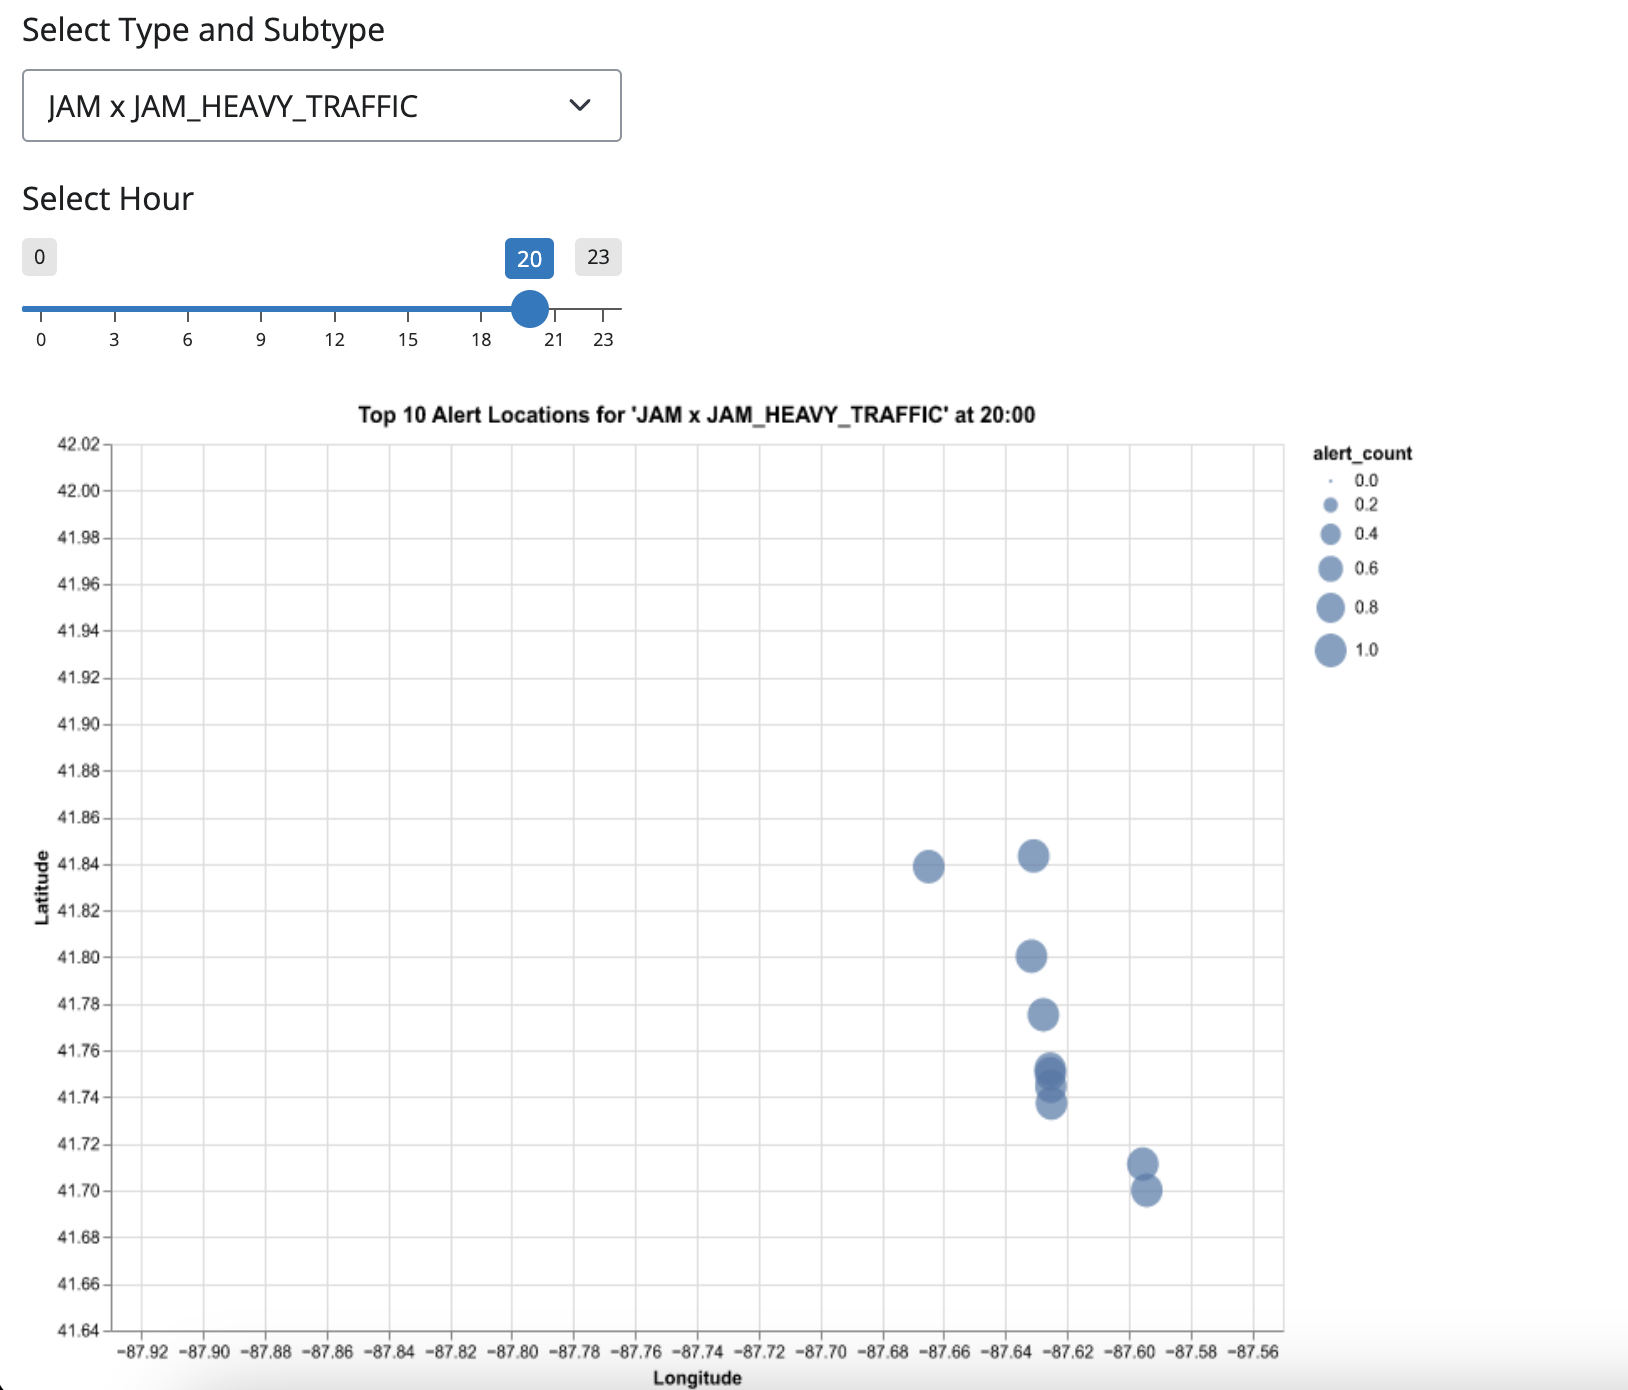 Select Type and Subtype
JAM x JAM_HEAVY_TRAFFIC
Select Hour
0 20 23
0 3 6 9 12 15 18 21 23
Top 10 Alert Locations for 'JAM x JAM_HEAVY_TRAFFIC' at 20:00
42.02
42.00
41.98
41.96
41.94
41.92
41.90
41.88
41.86
41.84
41.82
41.80
41.78
41.76
41.74
41.72
41.70
41.68
41.66
41.64
Latitude
−87.92 −87.90 −87.88 −87.86 −87.84 −87.82 −87.80 −87.78 −87.76 −87.74 −87.72 −87.70 −87.68 −87.66 −87.64 −87.62 −87.60 −87.58 −87.56
Longitude
alert_count
0.0
0.2
0.4
0.6
0.8
1.0